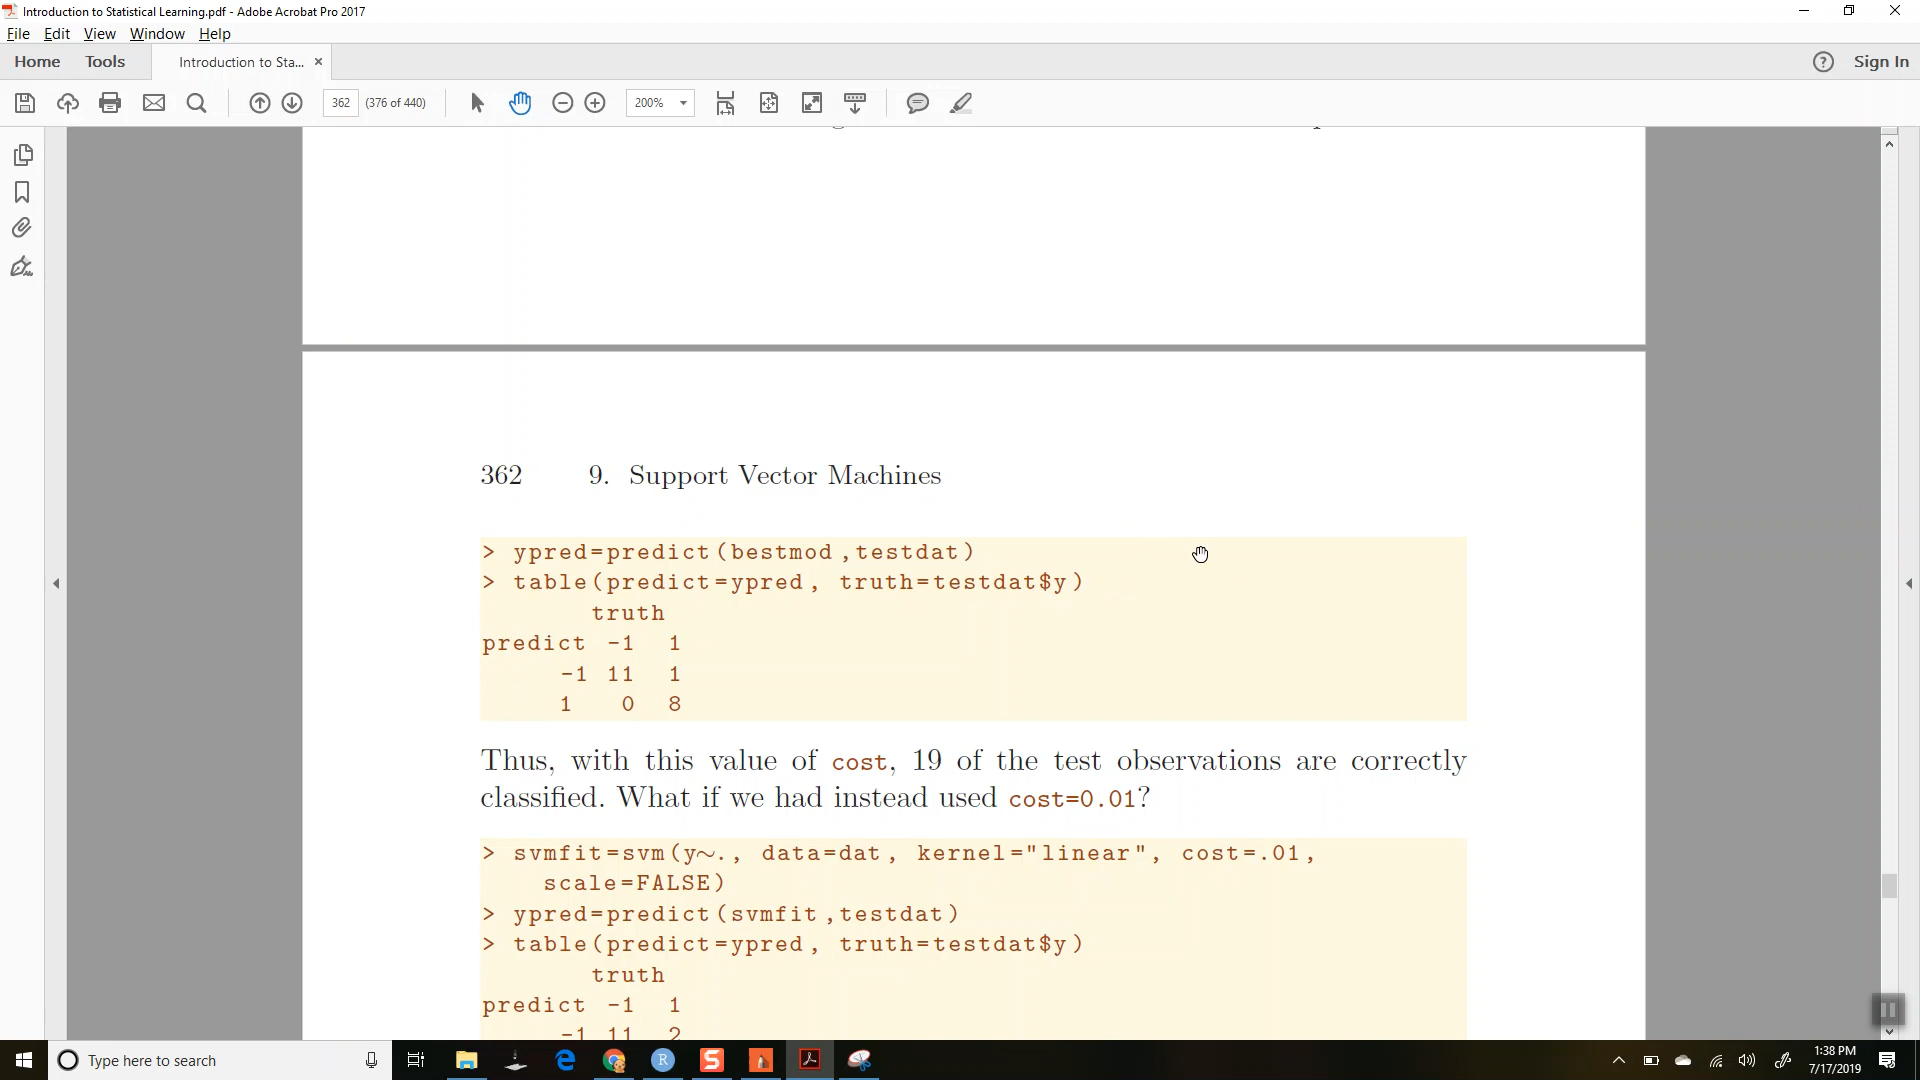 Introduction to Statistical Learning.pdf - Adobe Acrobat Pro 2017
File Edit View Window Help
Home Tools Introduction to Sta... × Sign In
362 (376 of 440) 200%
362 9. Support Vector Machines
> ypred=predict(bestmod ,testdat)
> table(predict=ypred, truth=testdat$y)
truth
predict -1 1
-1 11 1
1 0 8
Thus, with this value of cost, 19 of the test observations are correctly
classified. What if we had instead used cost=0.01?
> svmfit=svm(y~., data=dat, kernel="linear", cost=.01,
scale=FALSE)
> ypred=predict(svmfit ,testdat)
> table(predict=ypred, truth=testdat$y)
truth
predict -1 1
-1 11 2
Type here to search
1:38 PM
7/17/2019